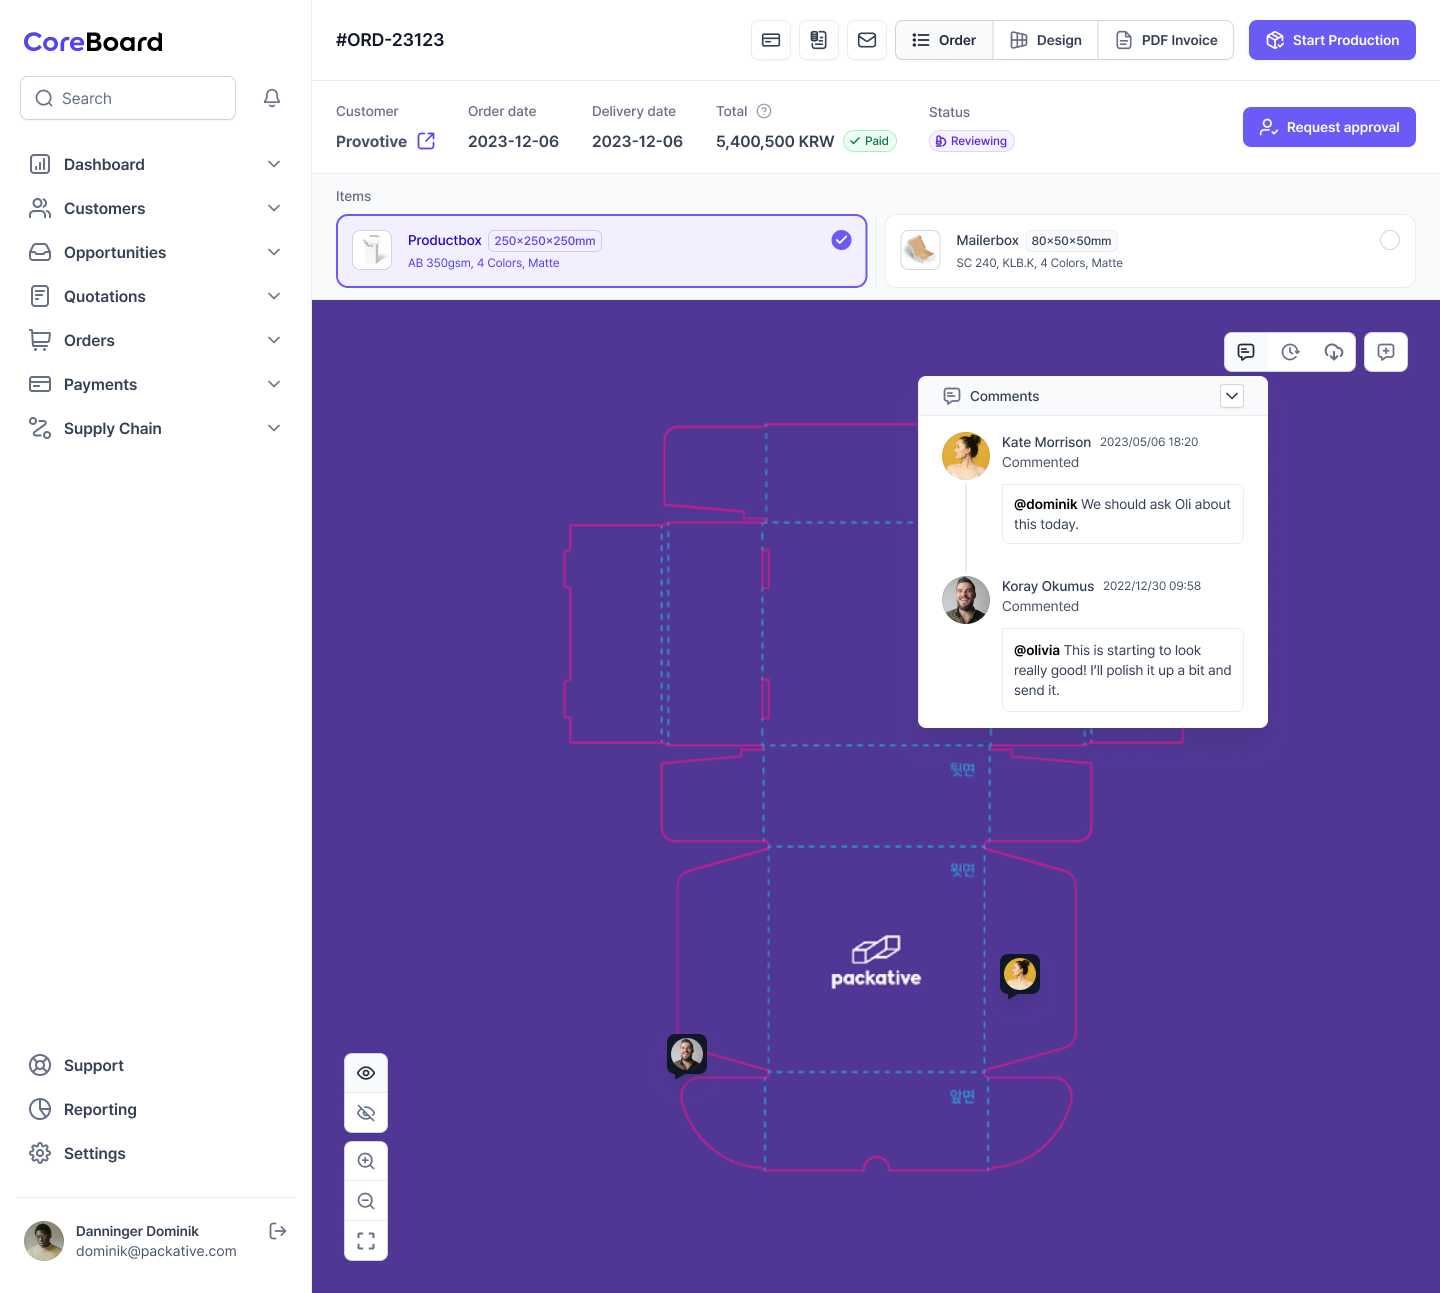 CoreBoard
Search
Dashboard
Customers
Opportunities
Quotations
Orders
Payments
Supply Chain
Support
Reporting
Settings
Danninger Dominik
dominik@packative.com
#ORD-23123
Order
Design
PDF Invoice
Start Production
Customer
Provotive
Order date
2023-12-06
Delivery date
2023-12-06
Total
5,400,500 KRW
Paid
Status
Reviewing
Request approval
Items
Productbox
250×250×250mm
AB 350gsm, 4 Colors, Matte
Mailerbox
80×50×50mm
SC 240, KLB.K, 4 Colors, Matte
Comments
Kate Morrison 2023/05/06 18:20
Commented
@dominik We should ask Oli about
this today.
Koray Okumus 2022/12/30 09:58
Commented
@olivia This is starting to look
really good! I’ll polish it up a bit and
send it.
뒷면
윗면
packative
앞면